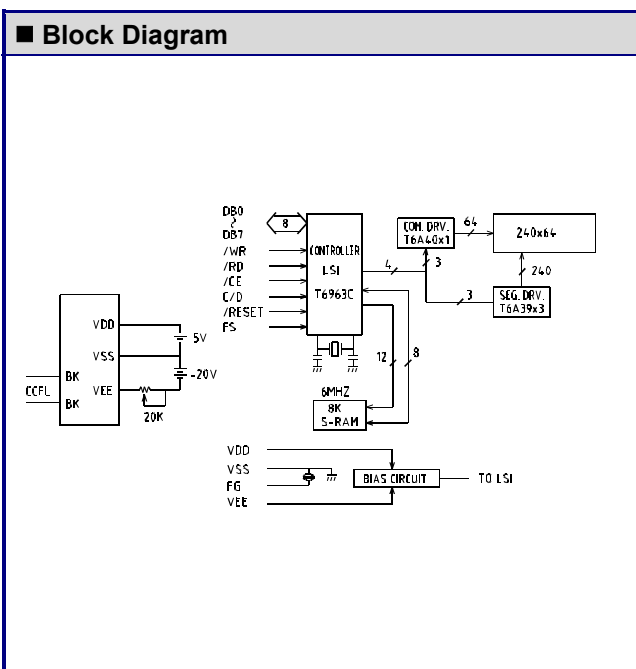 ■ Block Diagram
DB0
~
DB7
8
/WR
/RD
/CE
C/D
/RESET
FS
CONTROLLER
LSI
T6963C
4
3
3
COM. DRV.
T6A40x1
64
240x64
240
SEG. DRV.
T6A39x3
12
8
6MHZ
8K
S-RAM
VDD
VSS
VEE
BK
BK
CCFL
5V
-20V
20K
VDD
VSS
FG
VEE
BIAS CIRCUIT
TO LSI